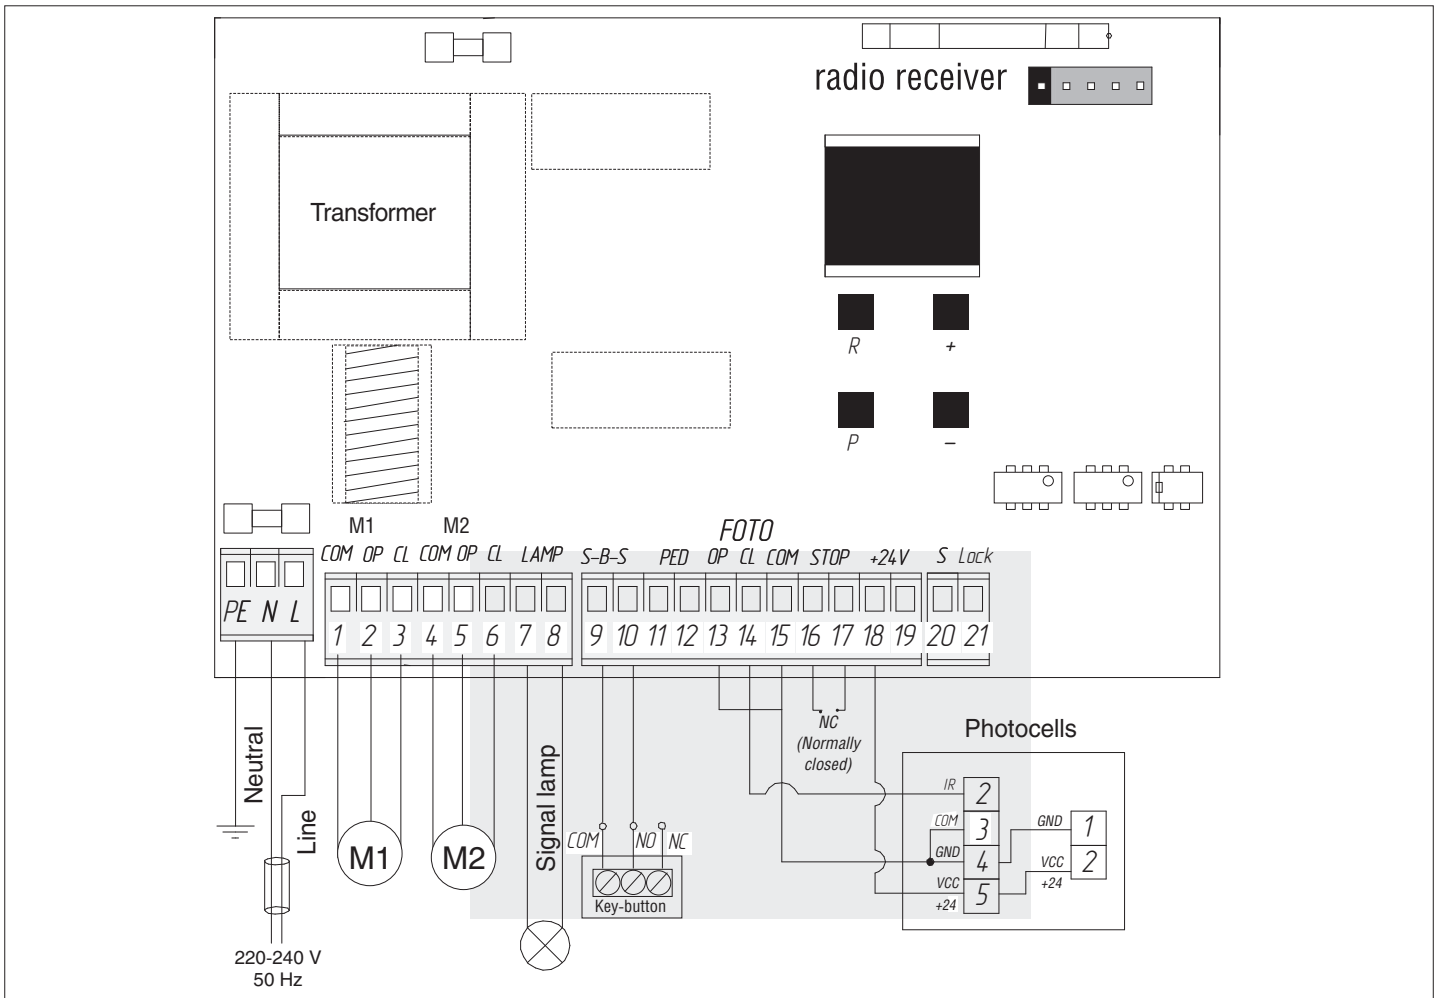 radio receiver
Transformer
R +
P –
M1 M2 FOTO
COM OP CL COM OP CL LAMP S–B–S PED OP CL COM STOP +24V S Lock
PE N L
1 2 3 4 5 6 7 8 9 10 11 12 13 14 15 16 17 18 19 20 21
Neutral
Line
M1
M2
Signal lamp
COM NO NC
Key-button
NC
(Normally
closed)
Photocells
IR 2
COM 3
GND 4
VCC 5
+24
GND 1
VCC 2
+24
220-240 V
50 Hz